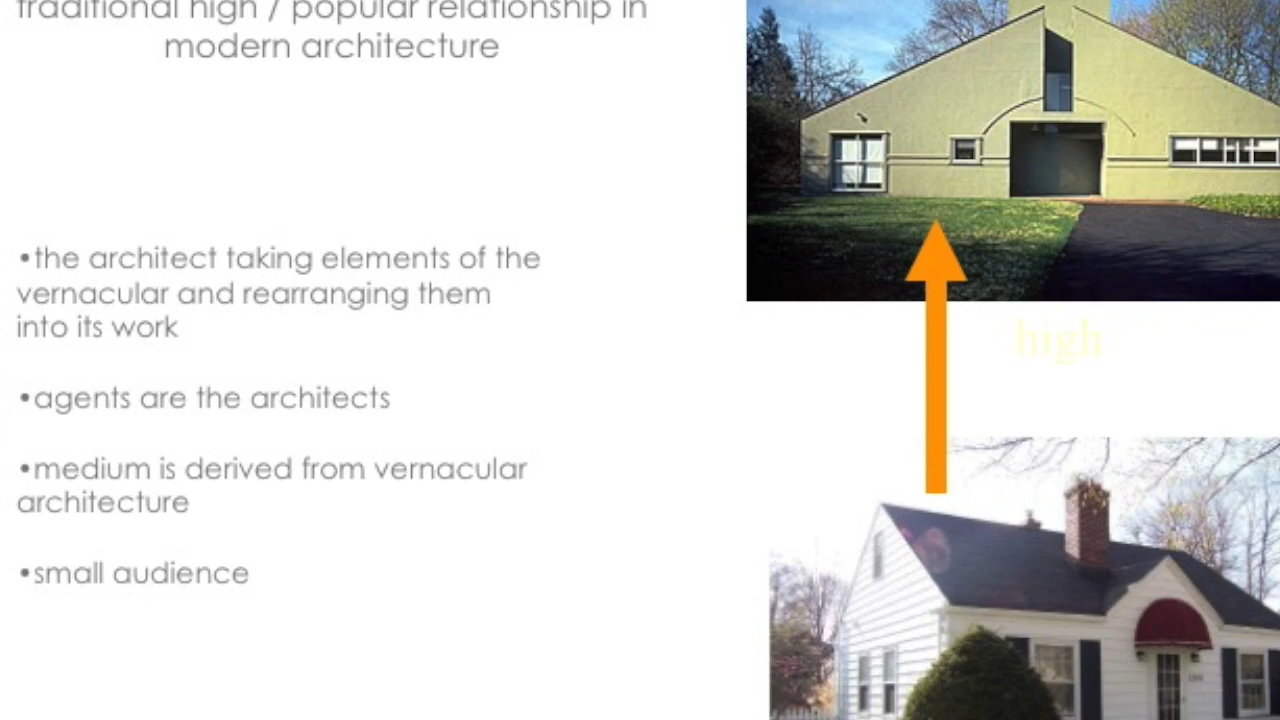 traditional high / popular relationship in
modern architecture
•the architect taking elements of the
vernacular and rearranging them
into its work
•agents are the architects
•medium is derived from vernacular
architecture
•small audience
high